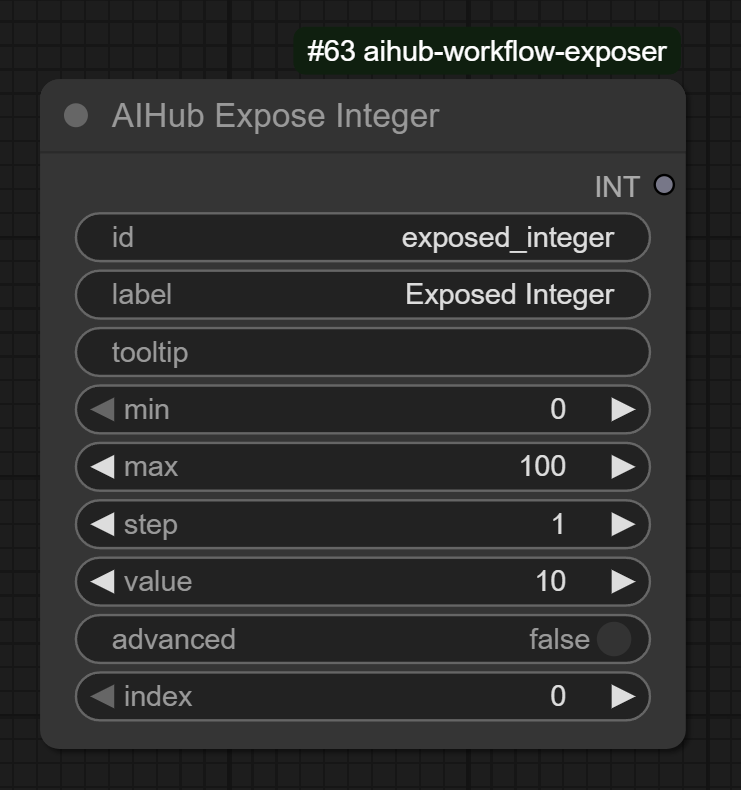 #63 aihub-workflow-exposer
AIHub Expose Integer
INT
id exposed_integer
label Exposed Integer
tooltip
min 0
max 100
step 1
value 10
advanced false
index 0